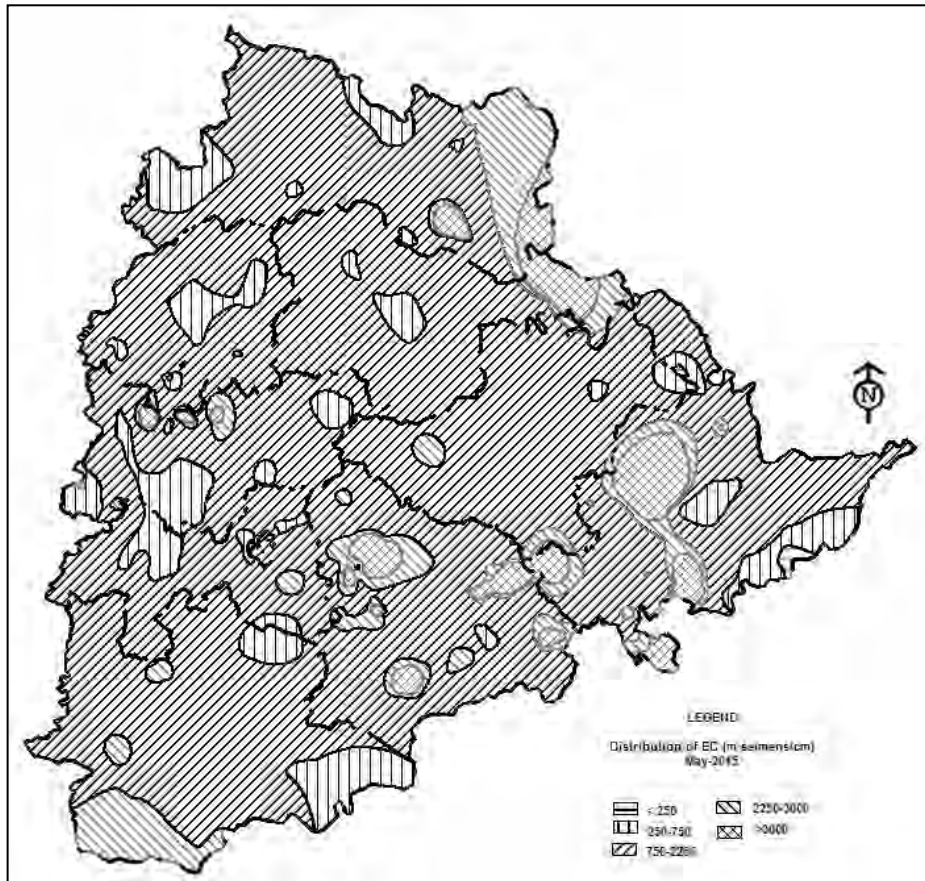 N
LEGEND
Distribution of EC (m seimens/cm)
May-2015
<250
250-750
750-2250
2250-3000
>3000